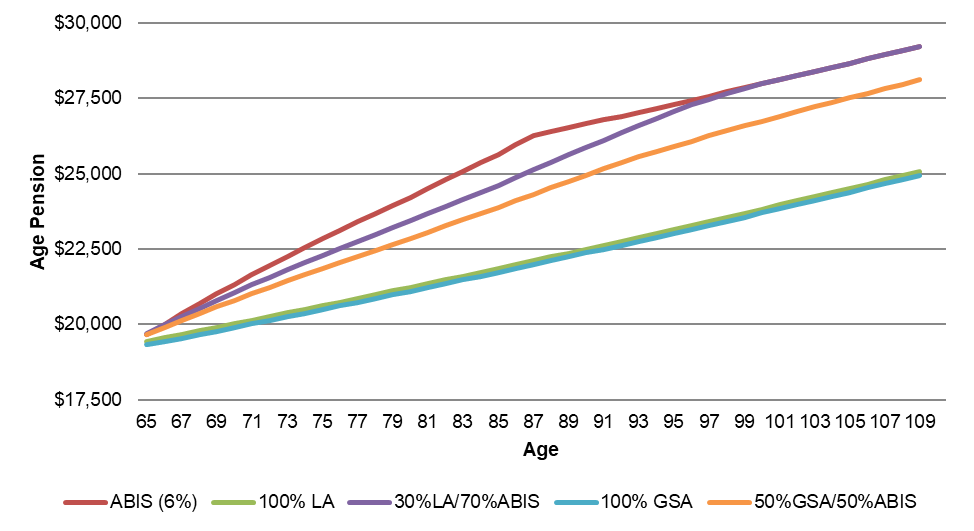 $30,000
$27,500
$25,000
$22,500
$20,000
$17,500
Age Pension
65 67 69 71 73 75 77 79 81 83 85 87 89 91 93 95 97 99 101 103 105 107 109
Age
ABIS (6%) 100% LA 30%LA/70%ABIS 100% GSA 50%GSA/50%ABIS